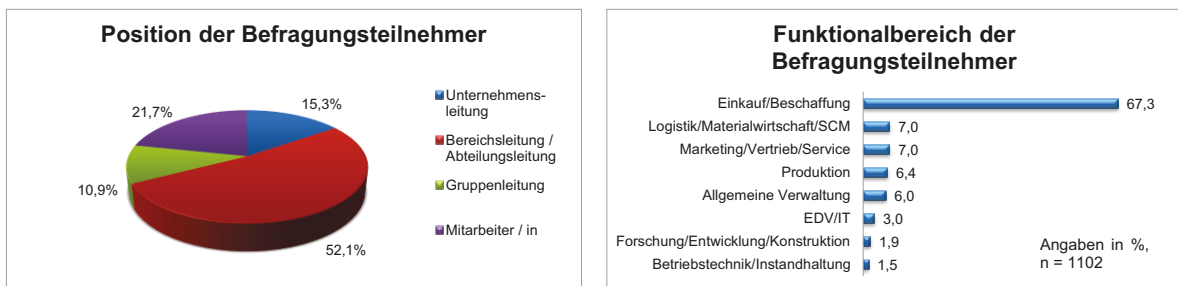 Position der Befragungsteilnehmer
15,3%
21,7%
10,9%
52,1%
Unternehmens-
leitung
Bereichsleitung /
Abteilungsleitung
Gruppenleitung
Mitarbeiter / in
Funktionalbereich der
Befragungsteilnehmer
Einkauf/Beschaffung 67,3
Logistik/Materialwirtschaft/SCM 7,0
Marketing/Vertrieb/Service 7,0
Produktion 6,4
Allgemeine Verwaltung 6,0
EDV/IT 3,0
Forschung/Entwicklung/Konstruktion 1,9
Betriebstechnik/Instandhaltung 1,5
Angaben in %,
n = 1102